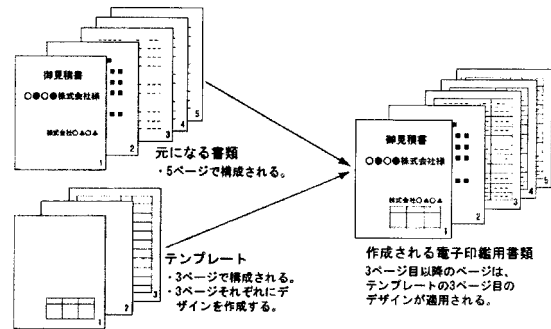 御見積書
○●○●株式会社様
株式会社○▲○▲
1
2
3
4
5
元になる書類
・5ページで構成される。
テンプレート
・3ページで構成される。
・3ページそれぞれにデ
ザインを作成する。
1
2
3
御見積書
○●○●株式会社様
株式会社○▲○▲
1
2
3
4
5
作成される電子印鑑用書類
3ページ目以降のページは、
テンプレートの3ページ目の
デザインが適用される。